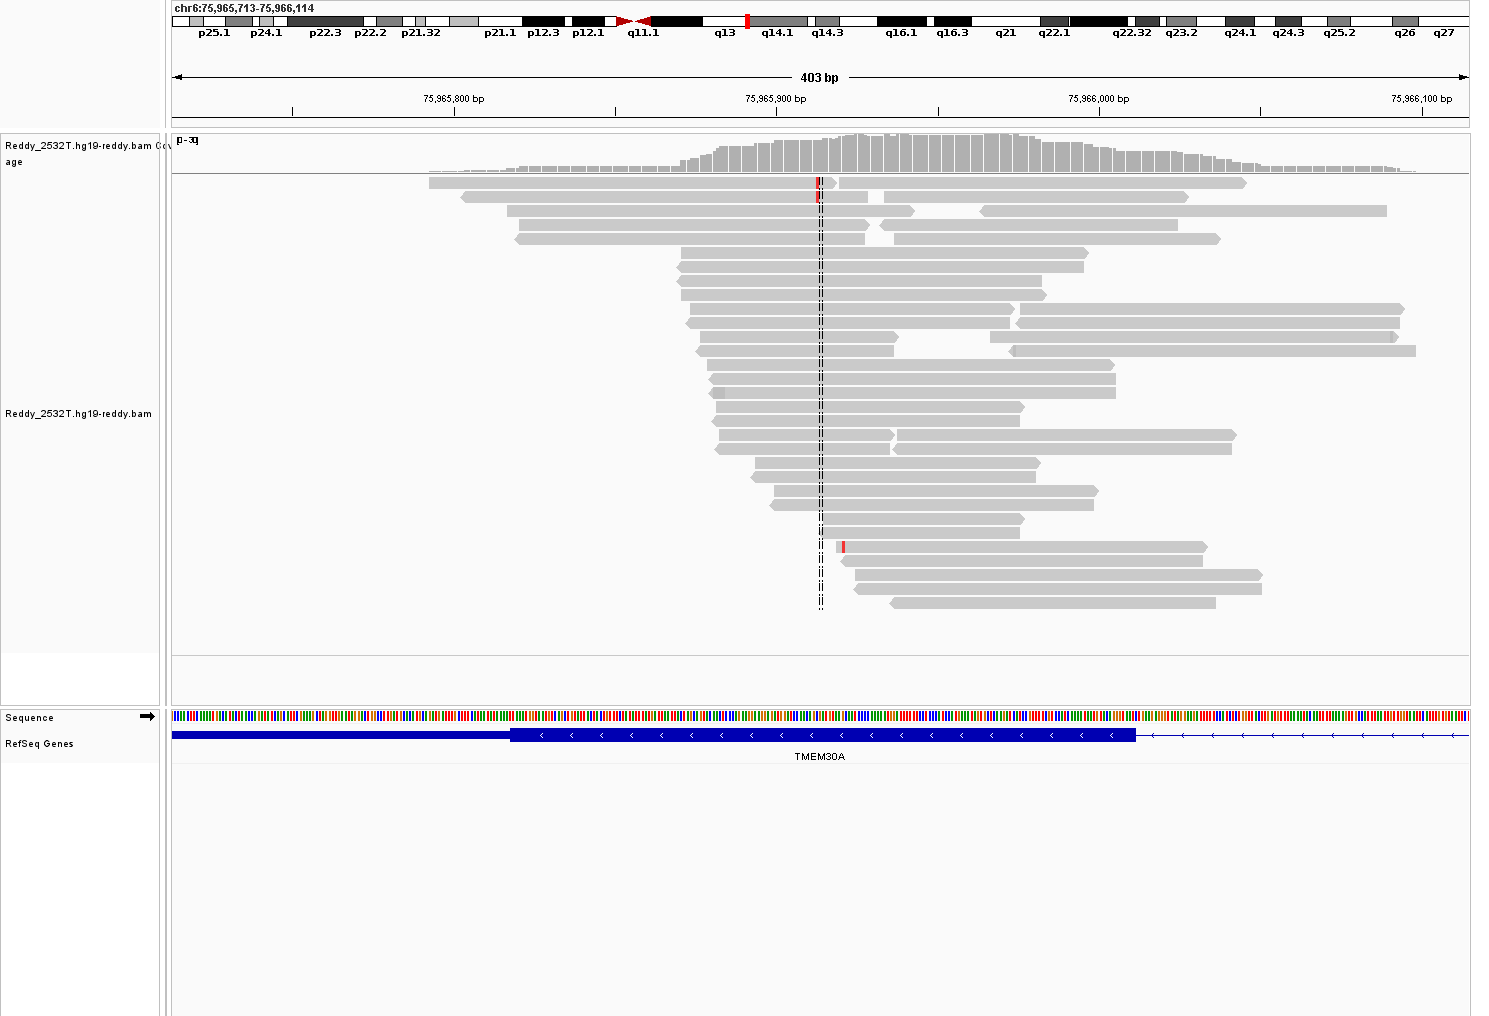 chr6:75,965,713-75,966,114
p25.1 p24.1 p22.3 p22.2 p21.32 p21.1 p12.3 p12.1 q11.1 q13 q14.1 q14.3 q16.1 q16.3 q21 q22.1 q22.32 q23.2 q24.1 q24.3 q25.2 q26 q27
403 bp
75,965,800 bp 75,965,900 bp 75,966,000 bp 75,966,100 bp
Reddy_2532T.hg19-reddy.bam Cov
age
Reddy_2532T.hg19-reddy.bam
Sequence
RefSeq Genes
TMEM30A